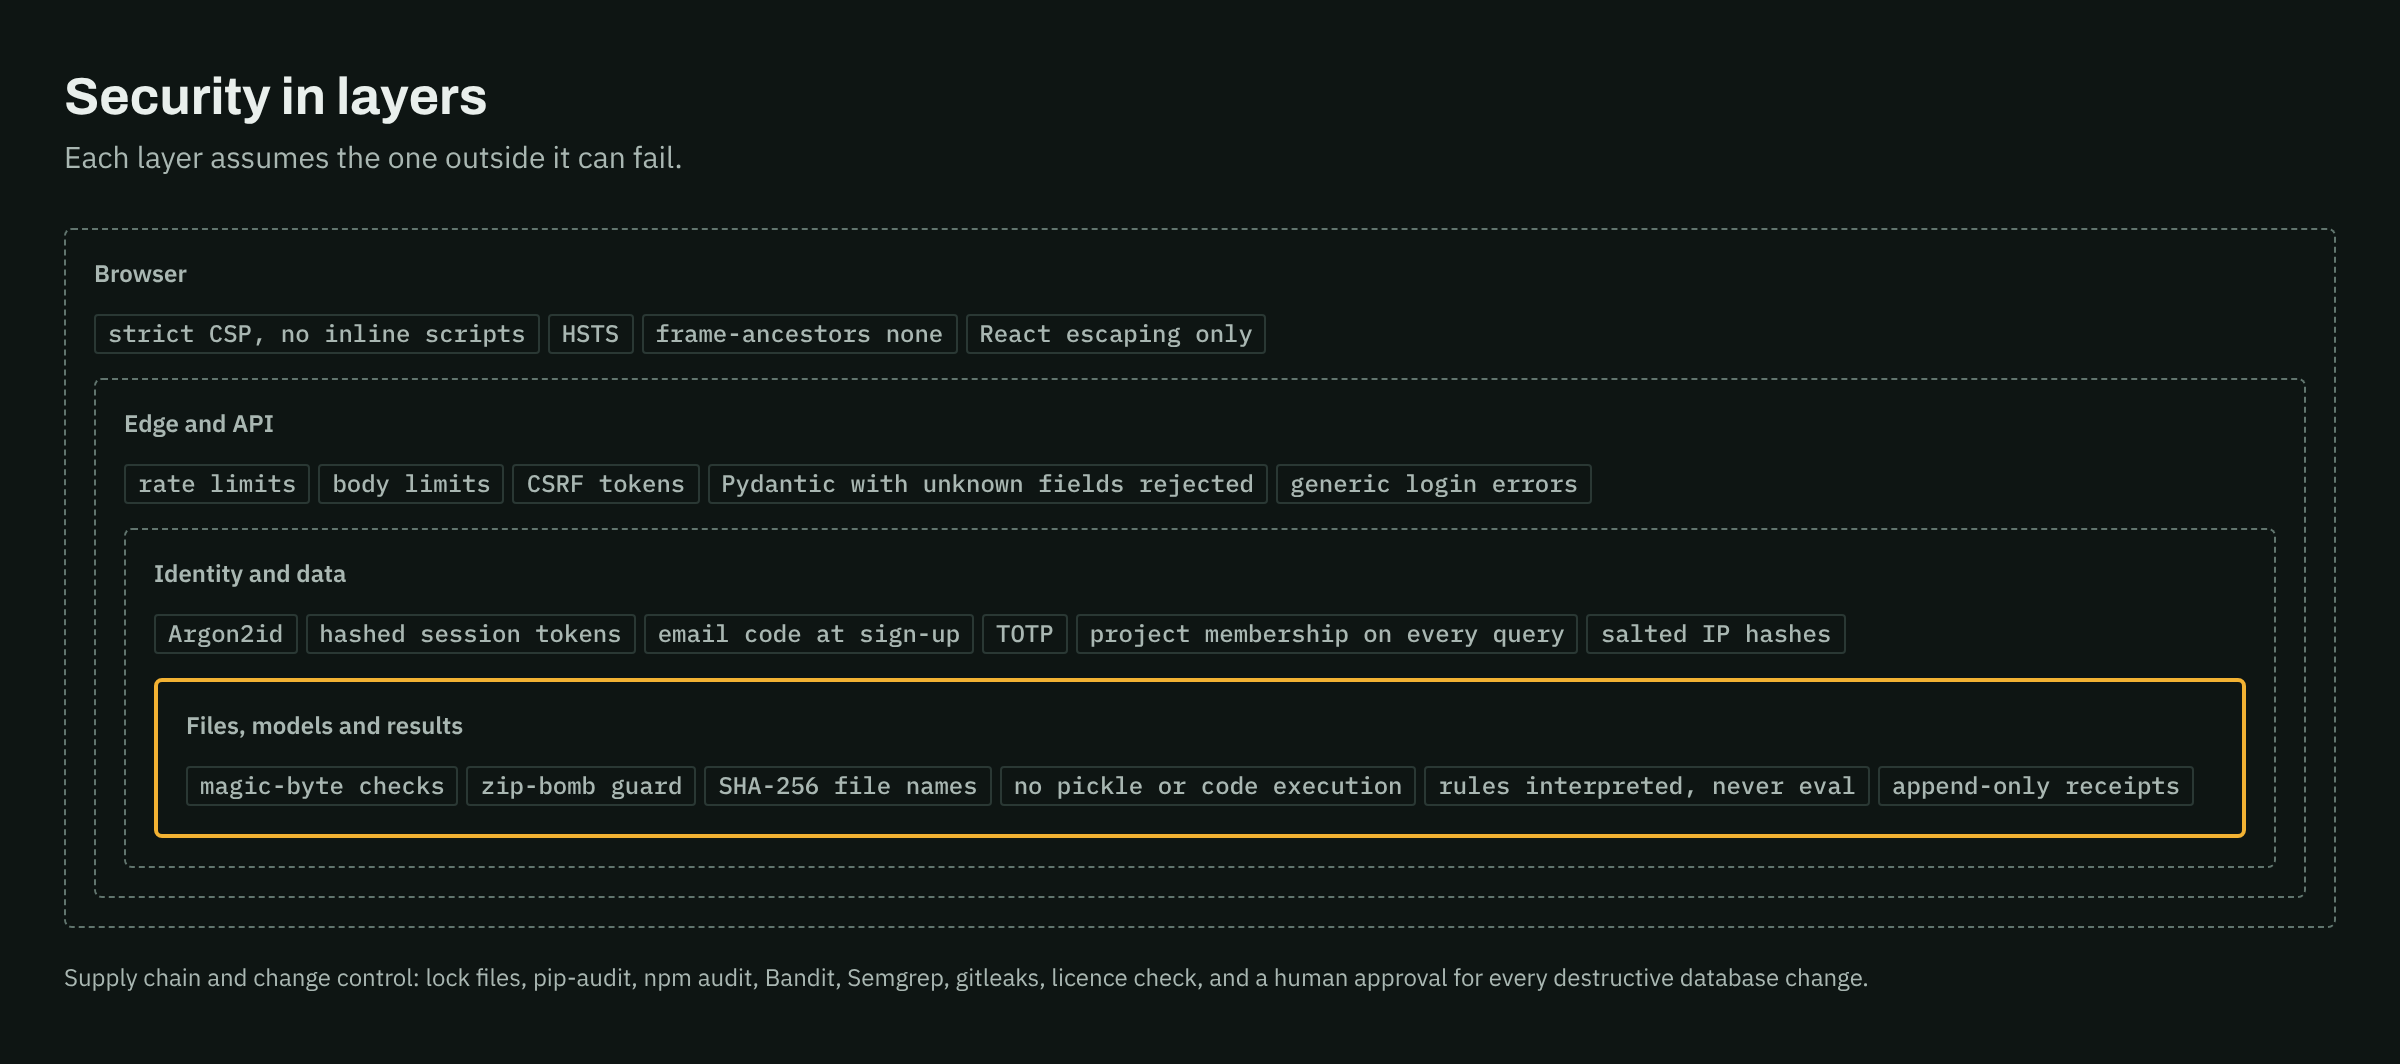 Security in layers
Each layer assumes the one outside it can fail.
Browser
strict CSP, no inline scripts HSTS frame-ancestors none React escaping only
Edge and API
rate limits body limits CSRF tokens Pydantic with unknown fields rejected generic login errors
Identity and data
Argon2id hashed session tokens email code at sign-up TOTP project membership on every query salted IP hashes
Files, models and results
magic-byte checks zip-bomb guard SHA-256 file names no pickle or code execution rules interpreted, never eval append-only receipts
Supply chain and change control: lock files, pip-audit, npm audit, Bandit, Semgrep, gitleaks, licence check, and a human approval for every destructive database change.